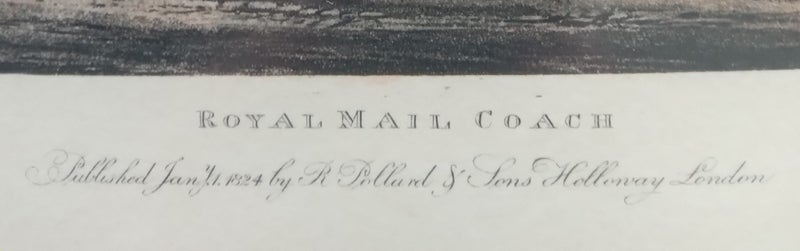 ROYAL MAIL COACH
Published Jany. 1. 1824 by R Pollard & Sons Holloway London